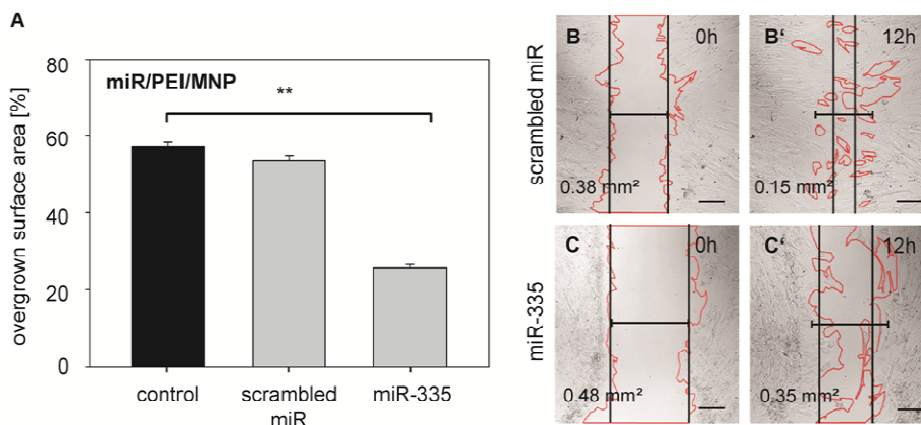 A
miR/PEI/MNP
**
overgrown surface area [%]
80
60
40
20
0
control
scrambled
miR
miR-335
scrambled miR
B
0h
0.38 mm²
B'
12h
0.15 mm²
miR-335
C
0h
0.48 mm²
C'
12h
0.35 mm²